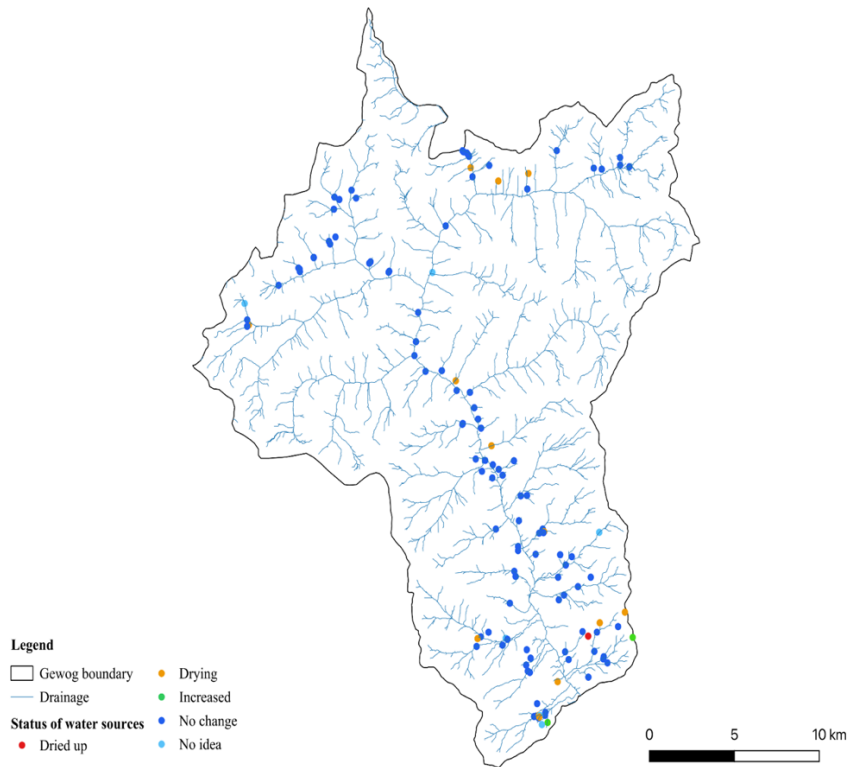 Legend
Gewog boundary
Drainage
Status of water sources
Dried up
Drying
Increased
No change
No idea
0 5 10 km